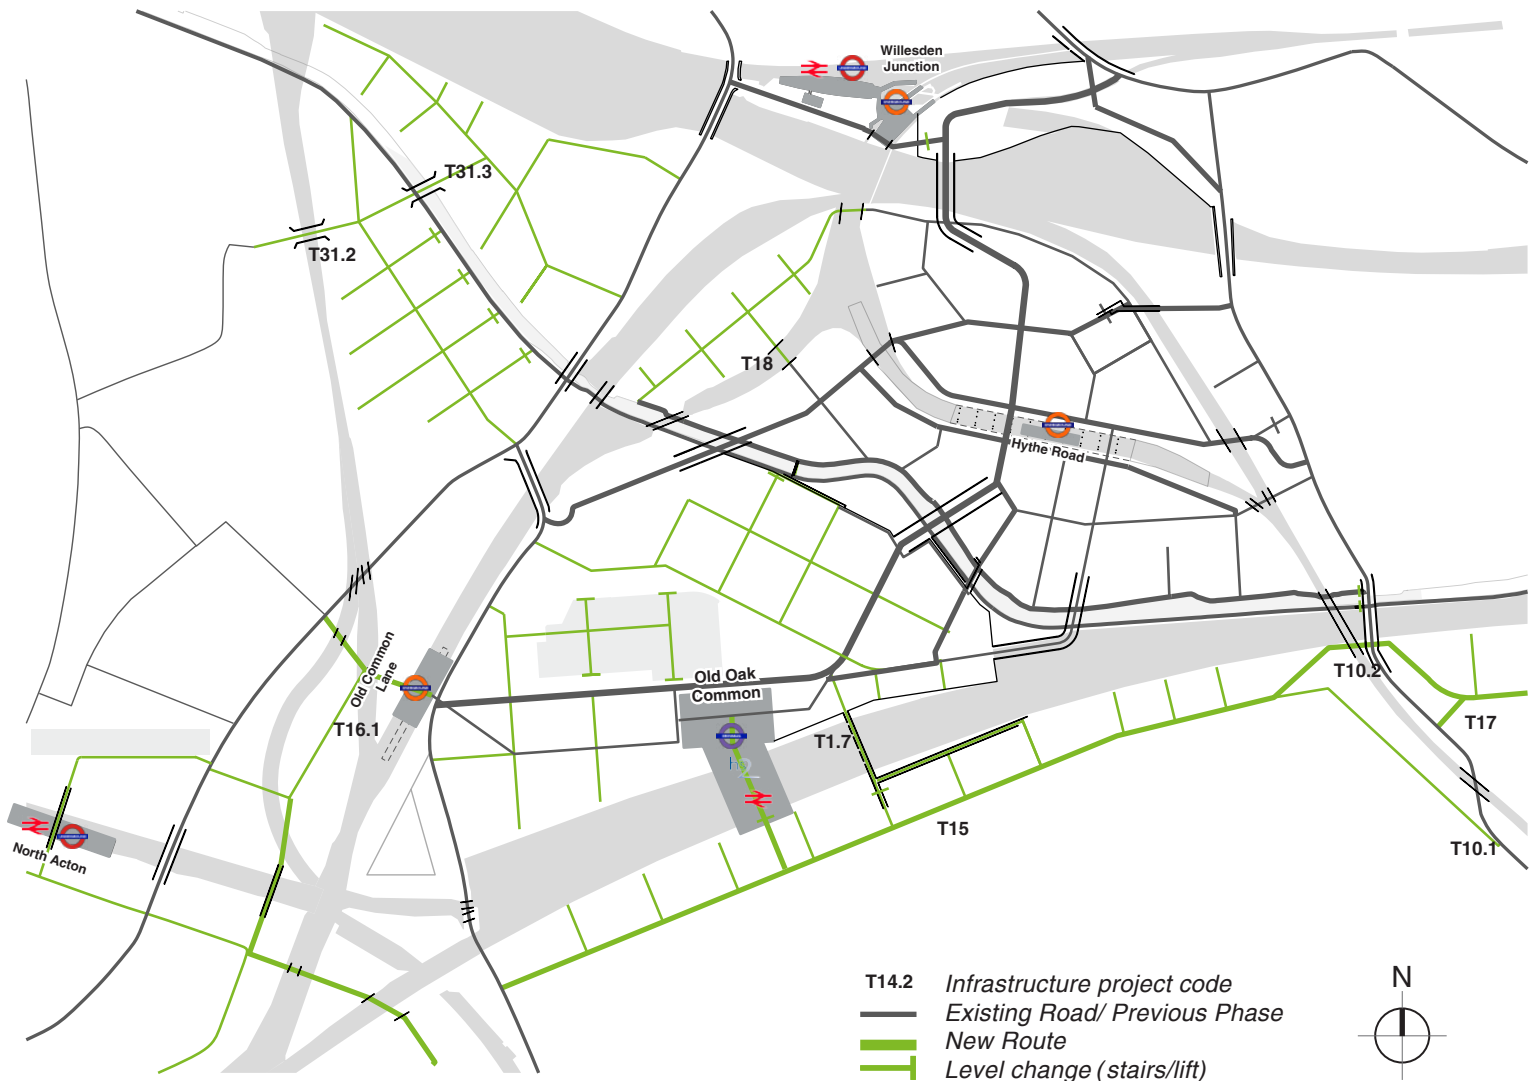 Willesden
Junction
T31.3
T31.2
T18
Hythe Road
Old Common
Lane
T16.1
Old Oak
Common
T1.7
T10.2
T17
T15
T10.1
North Acton
T14.2 Infrastructure project code
Existing Road/ Previous Phase
New Route
Level change (stairs/lift)
N